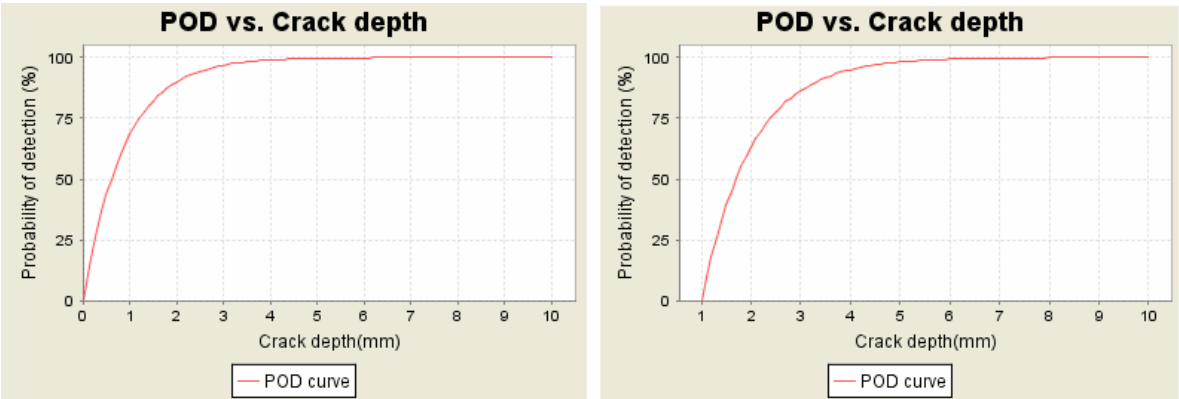 POD vs. Crack depth
Probability of detection (%)
100
75
50
25
0
0 1 2 3 4 5 6 7 8 9 10
Crack depth(mm)
POD curve
POD vs. Crack depth
Probability of detection (%)
100
75
50
25
0
1 2 3 4 5 6 7 8 9 10
Crack depth(mm)
POD curve